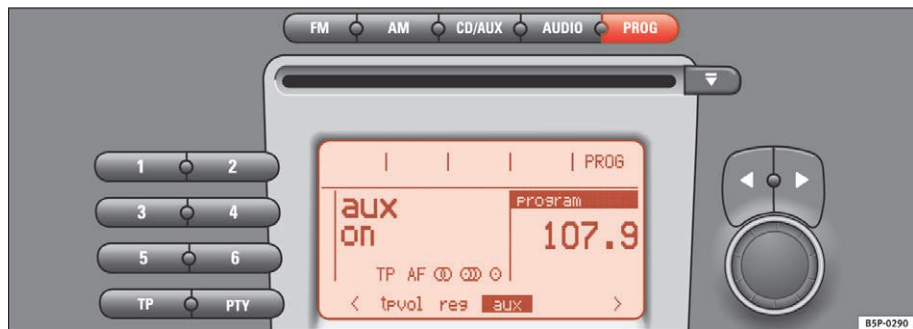 FM AM CD/AUX AUDIO PROG
PROG
1 2
aux
program
3 4
on
107.9
5 6
TP AF
TP PTY
< tpvol reg aux >
B5P-0290